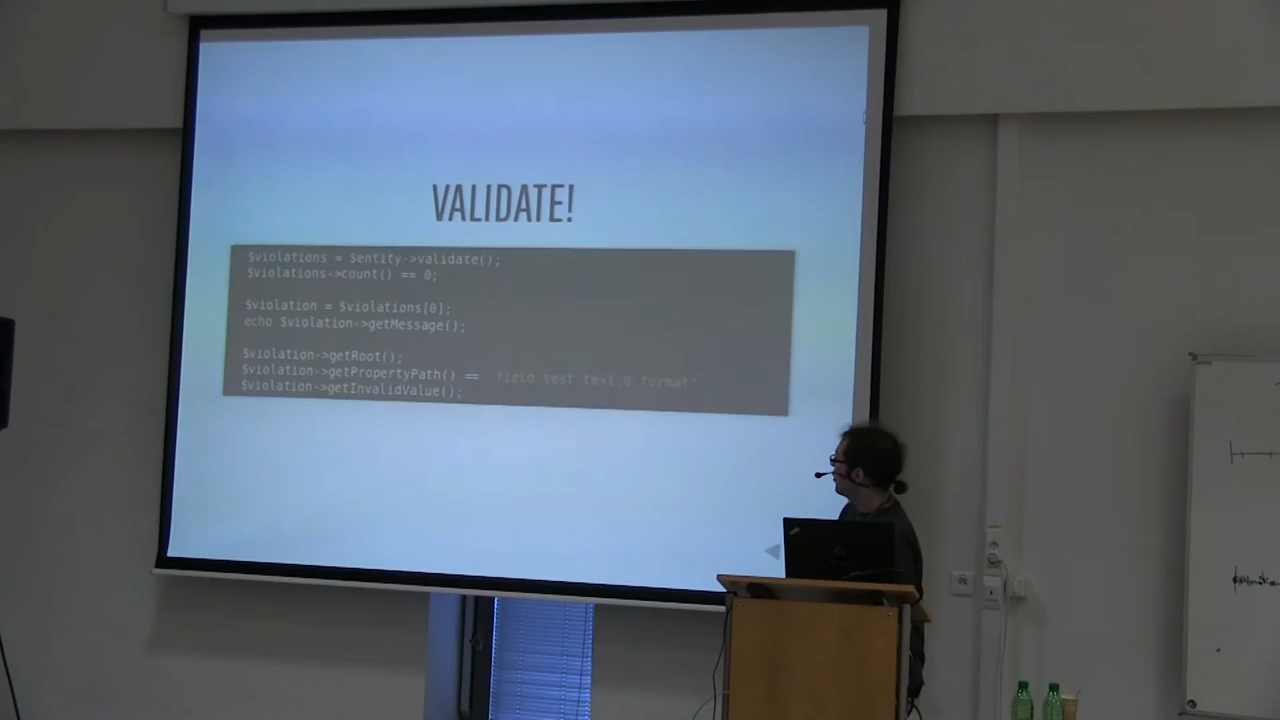 VALIDATE!
$violations = $entity->validate();
$violations->count() == 0;
$violation = $violations[0];
echo $violation->getMessage();
$violation->getRoot();
$violation->getPropertyPath() == 'field_test_text.0.format'
$violation->getInvalidValue();